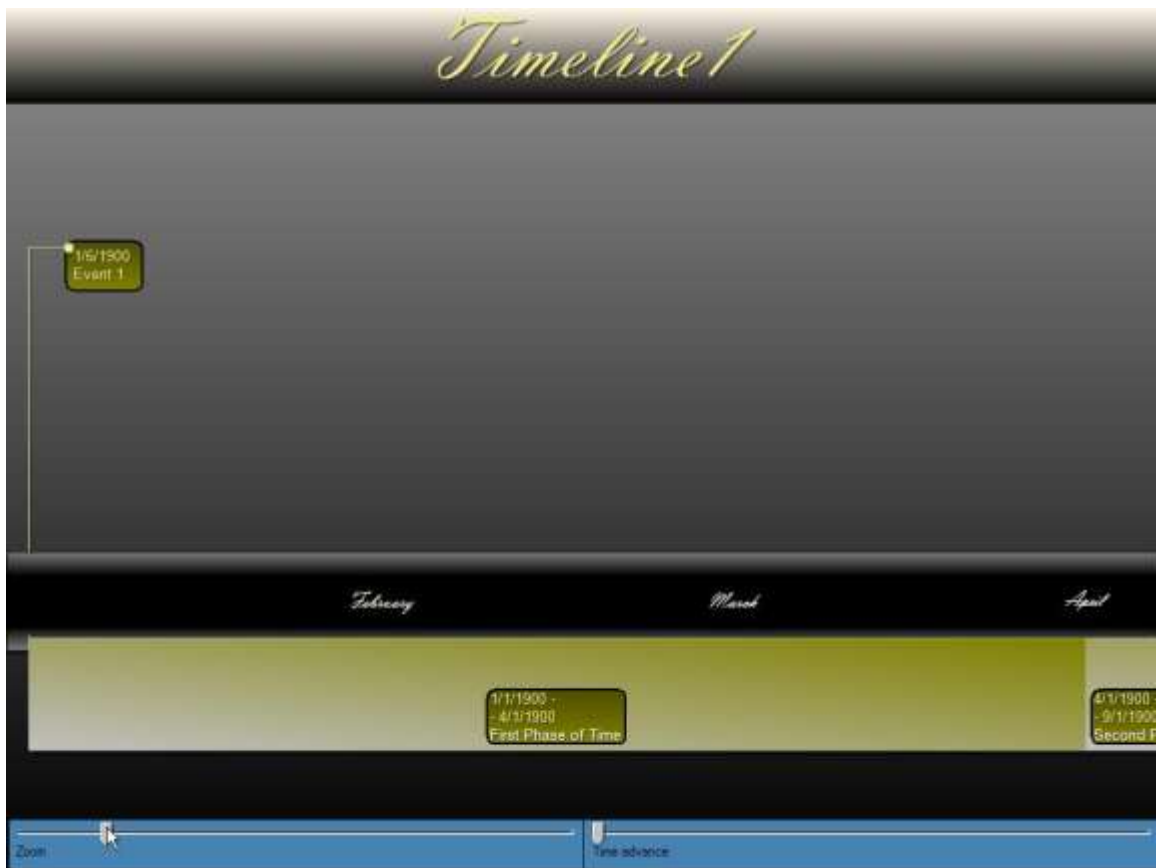 Timeline1
1/6/1900
Event 1
February
March
April
1/1/1900 -
- 4/1/1900
First Phase of Time
4/1/1900 -
- 9/1/1900
Second P
Zoom
Time advance